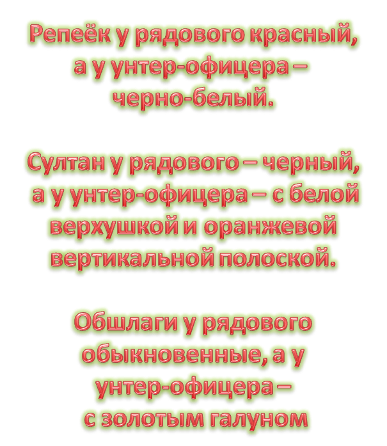 Репеёк у рядового красный,
а у унтер-офицера –
черно-белый.
Султан у рядового – черный,
а у унтер-офицера – с белой
верхушкой и оранжевой
вертикальной полоской.
Обшлаги у рядового
обыкновенные, а у
унтер-офицера –
с золотым галуном